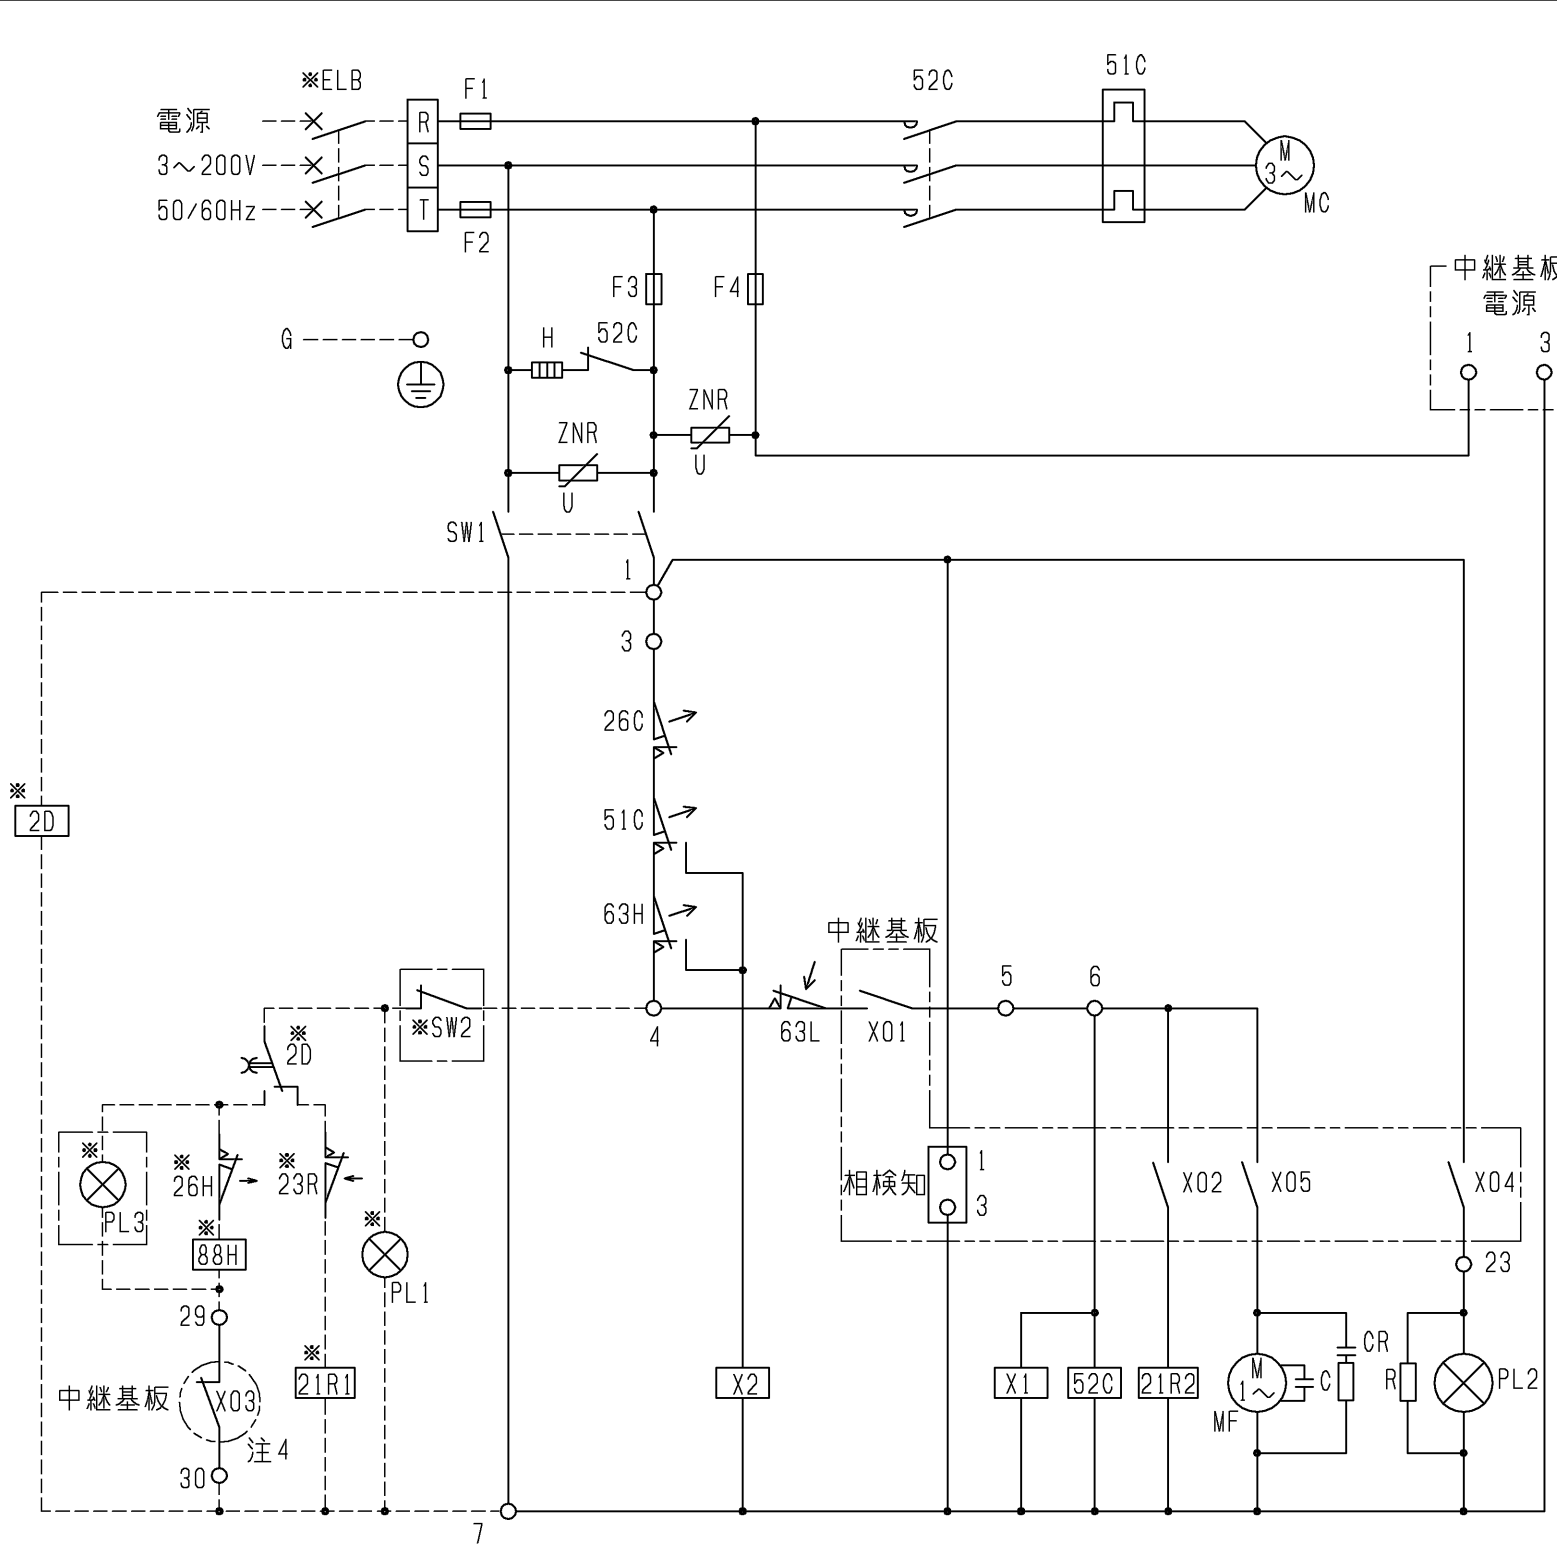 ※ELB
F1
52C
51C
電源
3～200V
50/60Hz
R
S
T
F2
M
3～
MC
中継基板
電源
1
3
F3
F4
G
H
52C
ZNR
U
ZNR
U
SW1
1
3
26C
※
2D
51C
63H
中継基板
※SW2
4
63L
X01
5
6
※
2D
※
PL3
※
26H
※
23R
※
PL1
※
88H
相検知
1
3
X02
X05
X04
23
29
中継基板
X03
注4
30
※
21R1
X2
X1
52C
21R2
M
1～
MF
C
CR
R
PL2
7